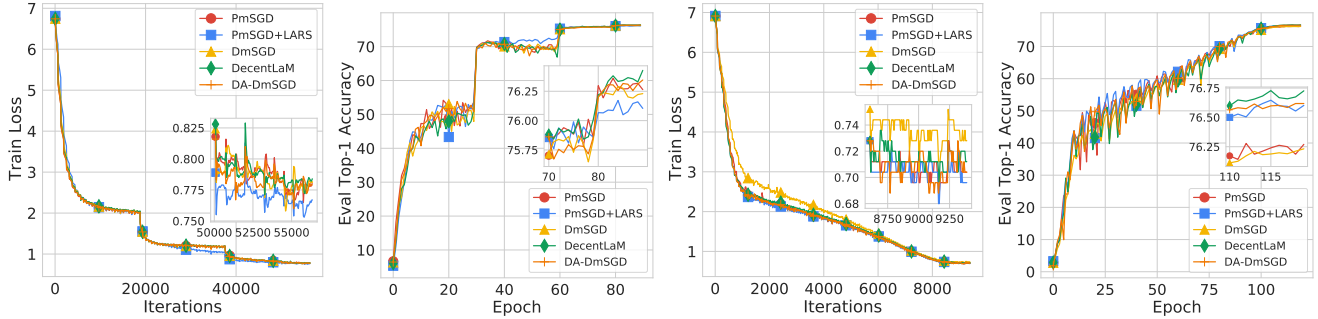 7
6
5
4
3
2
1
Train Loss
0
20000
40000
Iterations
PmSGD
PmSGD+LARS
DmSGD
DecentLaM
DA-DmSGD
0.825
0.800
0.775
0.750
50000
52500
55000
70
60
50
40
30
20
10
Eval Top-1 Accuracy
0
20
40
60
80
Epoch
76.25
76.00
75.75
70
80
PmSGD
PmSGD+LARS
DmSGD
DecentLaM
DA-DmSGD
7
6
5
4
3
2
1
Train Loss
0
2000
4000
6000
8000
Iterations
PmSGD
PmSGD+LARS
DmSGD
DecentLaM
DA-DmSGD
0.74
0.72
0.70
0.68
8750
9000
9250
80
70
60
50
40
30
20
10
0
Eval Top-1 Accuracy
0
25
50
75
100
Epoch
76.75
76.50
76.25
110
115
PmSGD
PmSGD+LARS
DmSGD
DecentLaM
DA-DmSGD